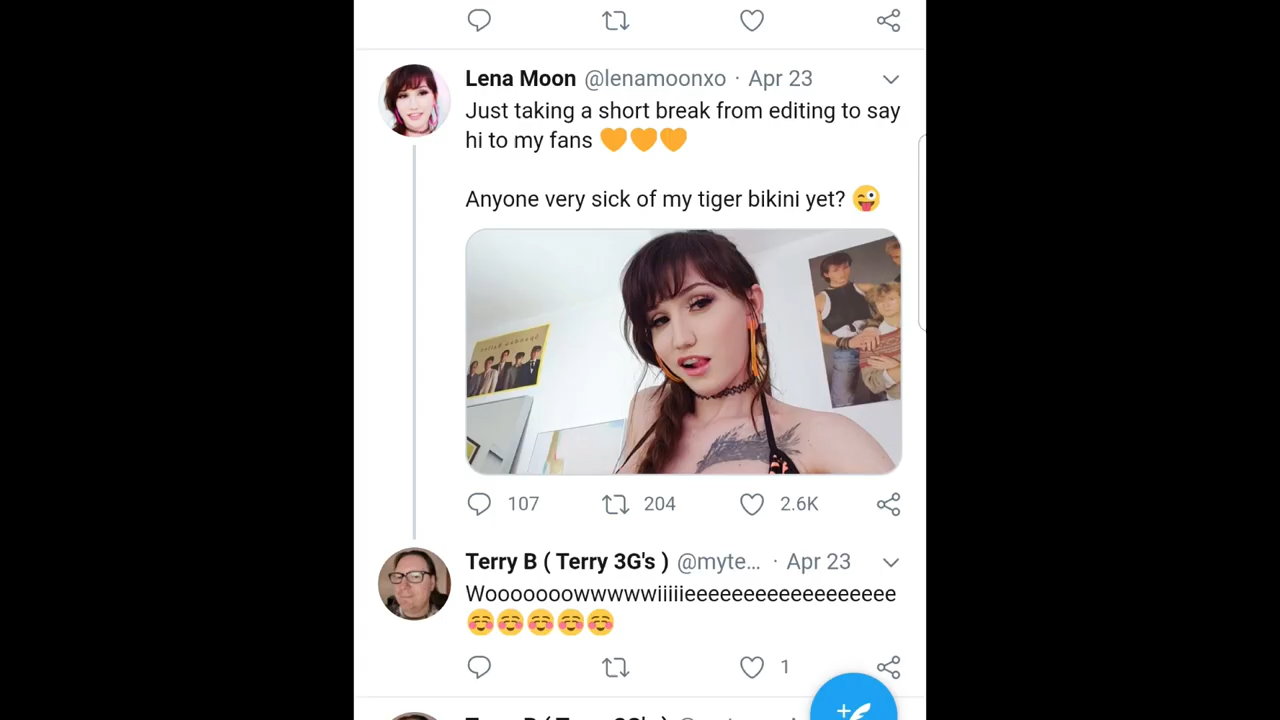 Lena Moon @lenamoonxo · Apr 23
Just taking a short break from editing to say
hi to my fans 🧡🧡🧡
Anyone very sick of my tiger bikini yet? 😜
107 204 2.6K
Terry B ( Terry 3G's ) @myte... · Apr 23
Wooooooowwwwwiiiiieeeeeeeeeeeeeeeeee
☺️☺️☺️☺️☺️
1